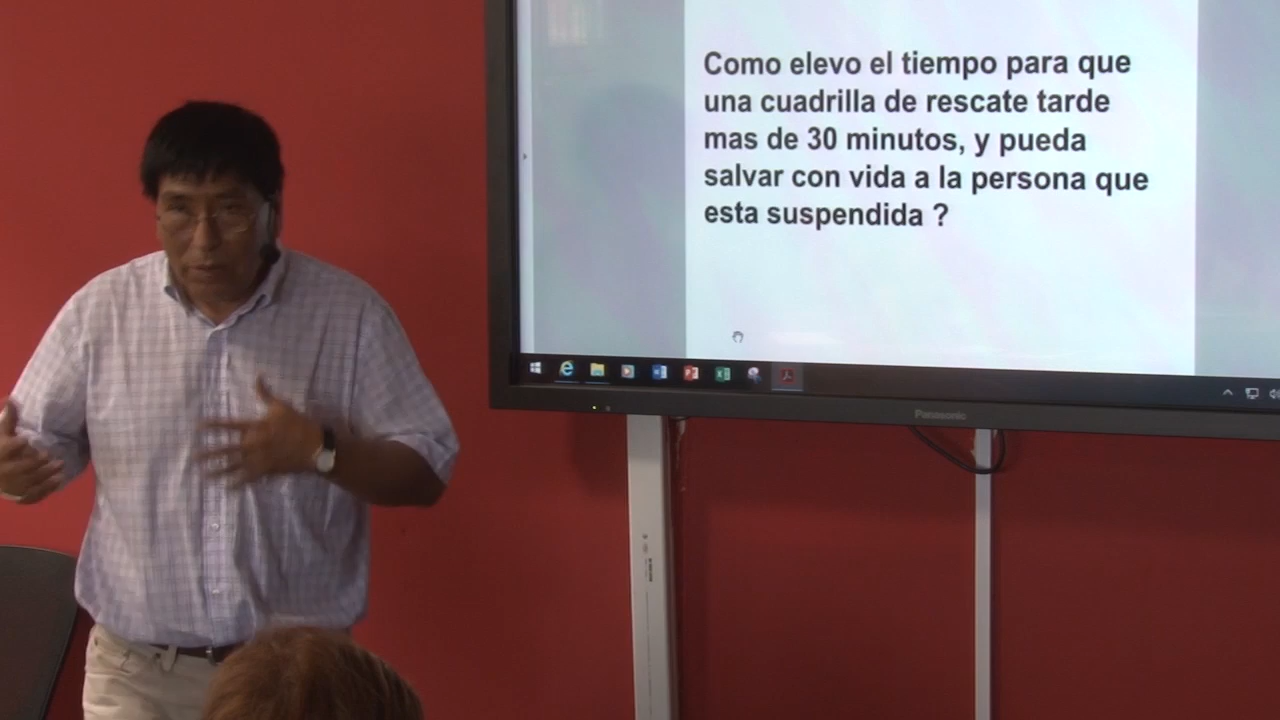 Como elevo el tiempo para que
una cuadrilla de rescate tarde
mas de 30 minutos, y pueda
salvar con vida a la persona que
esta suspendida ?
Panasonic